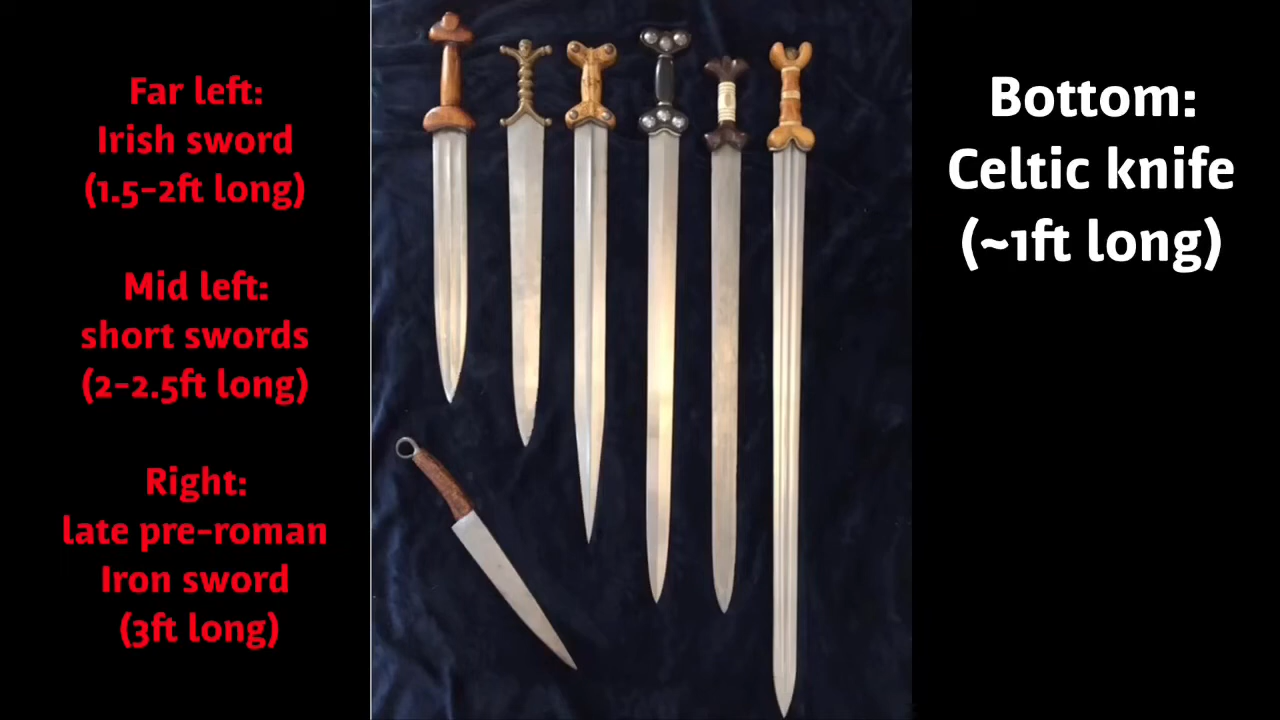 Far left:
Irish sword
(1.5-2ft long)
Mid left:
short swords
(2-2.5ft long)
Right:
late pre-roman
Iron sword
(3ft long)
Bottom:
Celtic knife
(~1ft long)